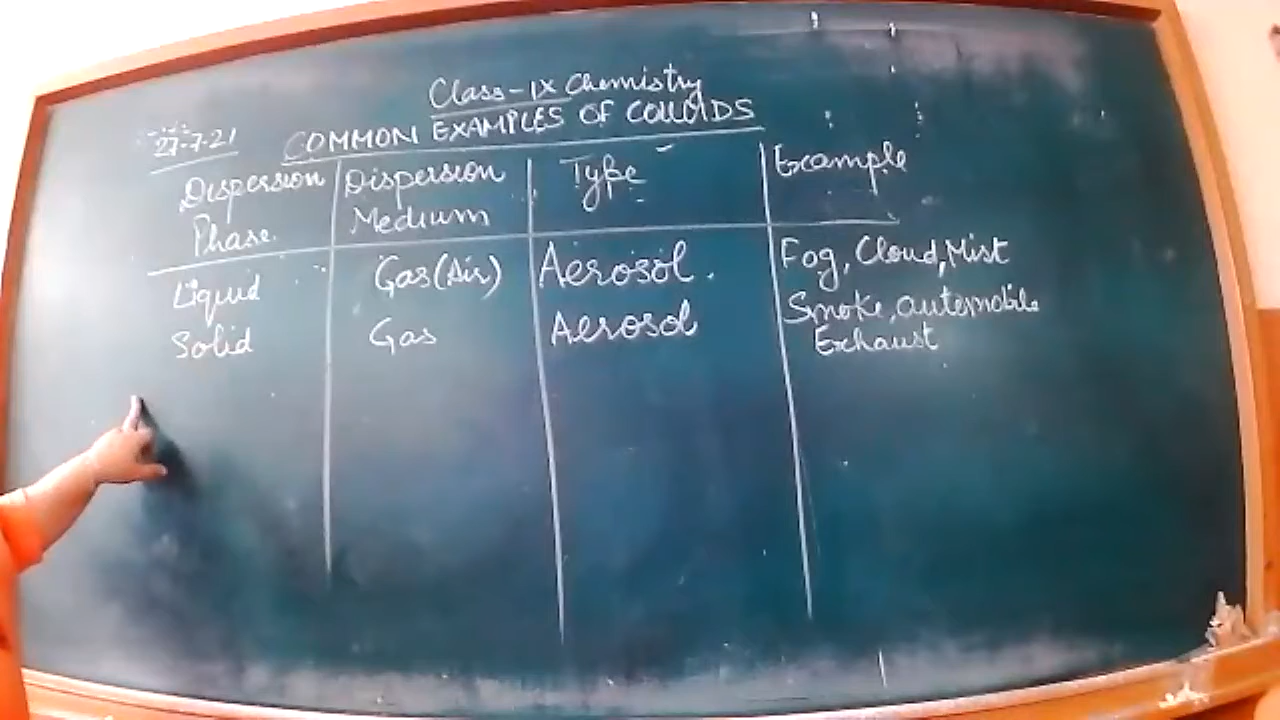 Class-IX Chemistry
27-7-21
COMMON EXAMPLES OF COLLOIDS
Dispersion Phase
Dispersion Medium
Type
Example
Liquid Gas(Air) Aerosol Fog, Cloud, Mist
Solid Gas Aerosol Smoke, automobile
Exhaust